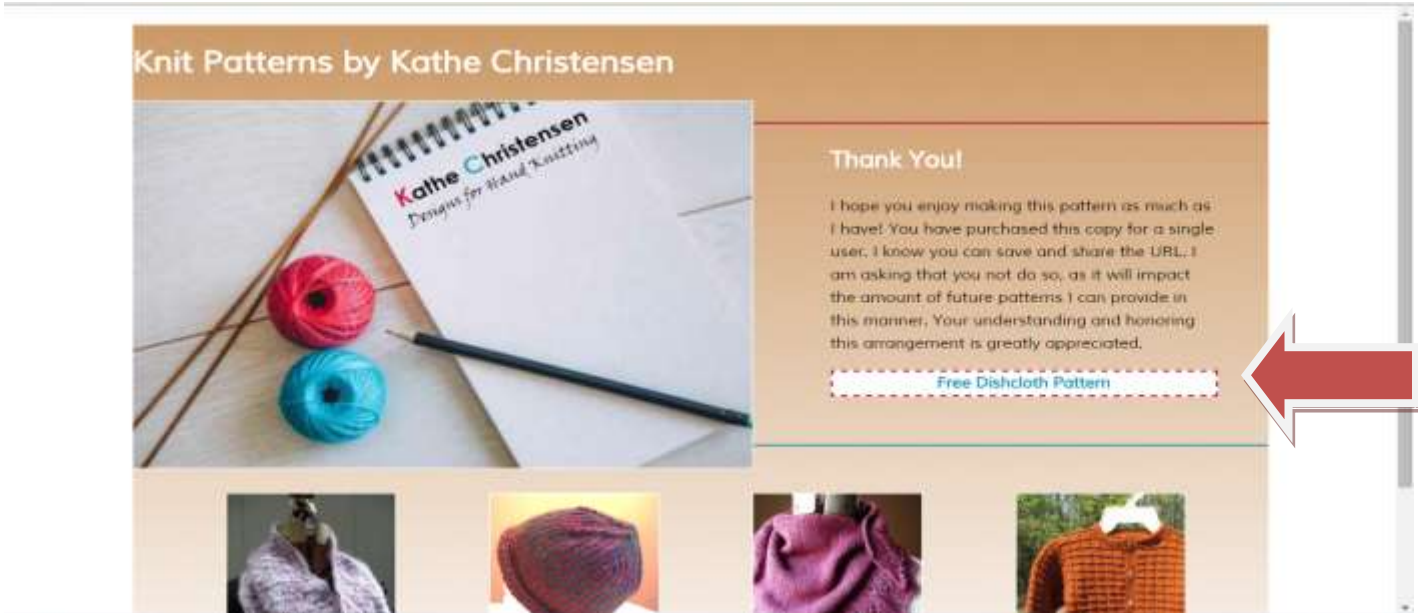 Knit Patterns by Kathe Christensen
Kathe Christensen
Designs for Hand Knitting
Thank You!
I hope you enjoy making this pattern as much as
I have! You have purchased this copy for a single
user. I know you can save and share the URL. I
am asking that you not do so, as it will impact
the amount of future patterns I can provide in
this manner. Your understanding and honoring
this arrangement is greatly appreciated.
Free Dishcloth Pattern